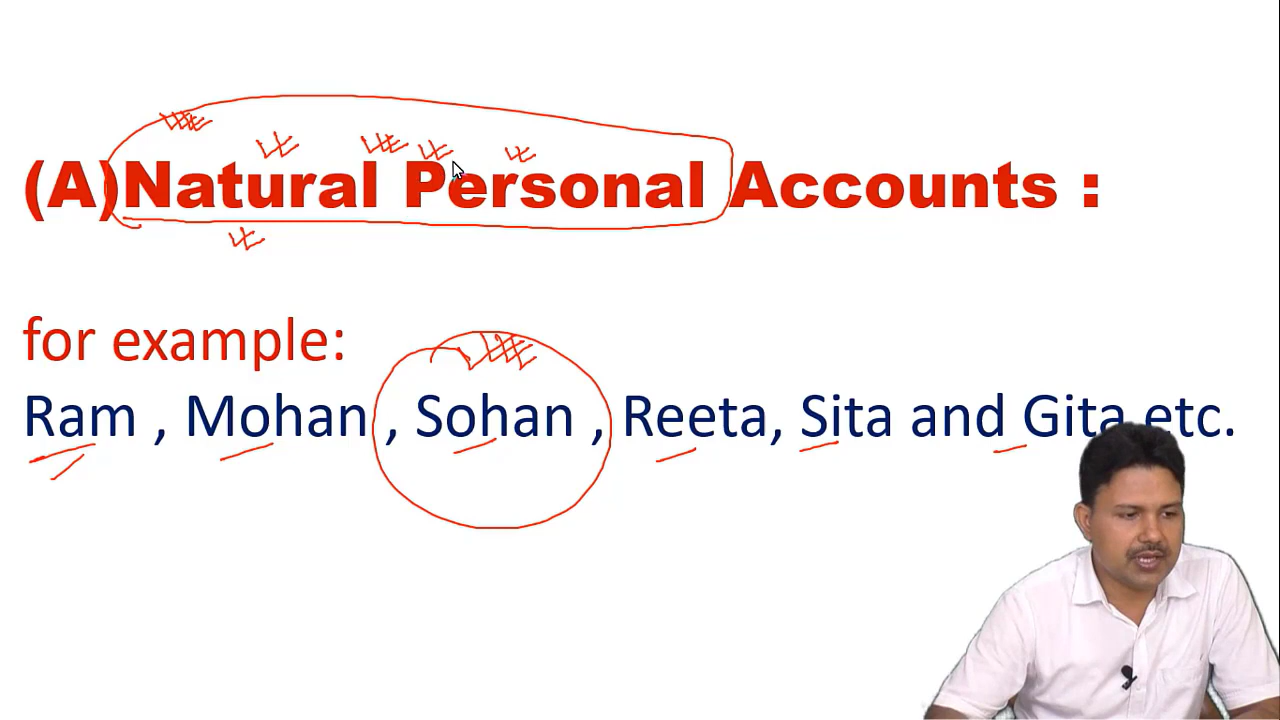 (A)Natural Personal Accounts :
for example:
Ram , Mohan , Sohan , Reeta, Sita and Gita etc.